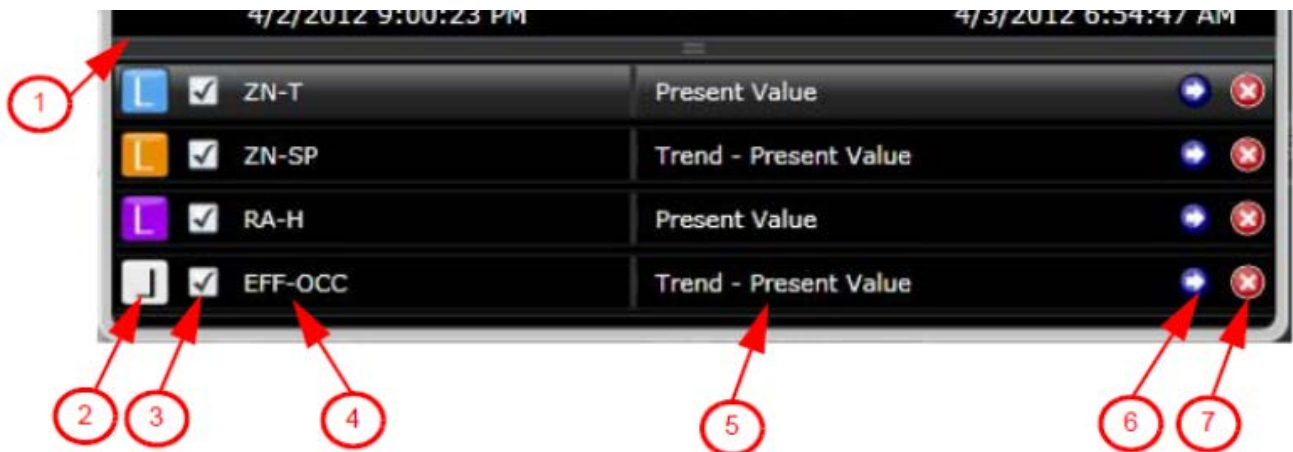 4/2/2012 9:00:23 PM 4/3/2012 6:54:47 AM
1
L ZN-T Present Value
L ZN-SP Trend - Present Value
L RA-H Present Value
EFF-OCC Trend - Present Value
2 3 4 5 6 7